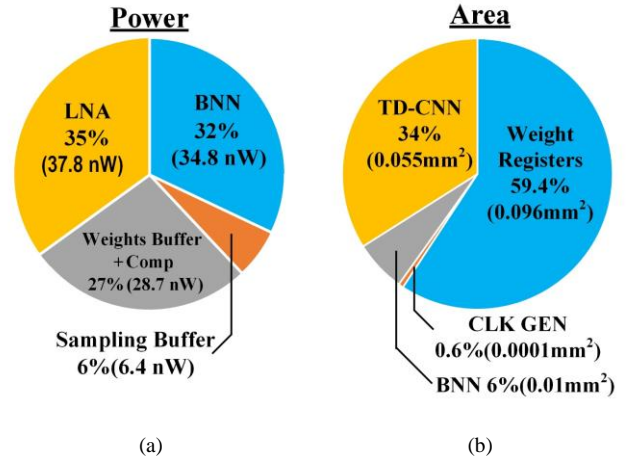 Power
LNA
35%
(37.8 nW)
BNN
32%
(34.8 nW)
Weights Buffer
+ Comp
27%(28.7 nW)
Sampling Buffer
6%(6.4 nW)
(a)
Area
TD-CNN
34%
(0.055mm²)
Weight
Registers
59.4%
(0.096mm²)
CLK GEN
0.6%(0.0001mm²)
BNN 6%(0.01mm²)
(b)